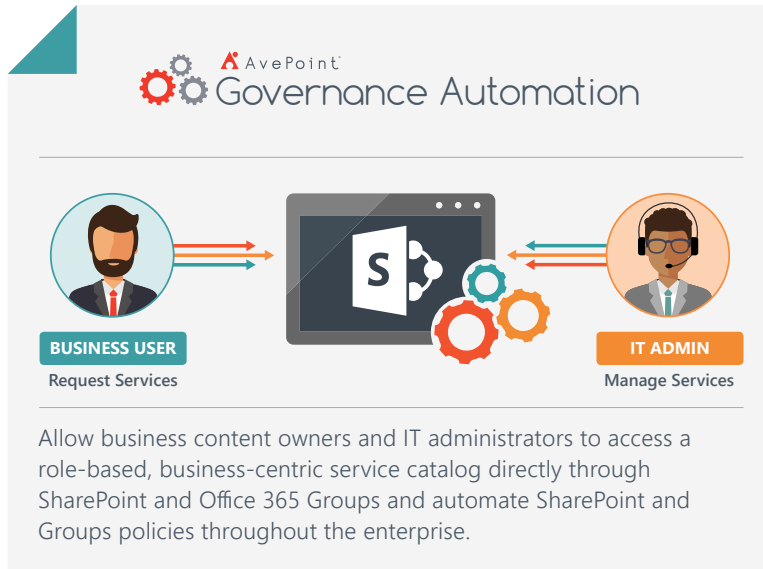 AvePoint
Governance Automation
S
BUSINESS USER
IT ADMIN
Request Services
Manage Services
Allow business content owners and IT administrators to access a
role-based, business-centric service catalog directly through
SharePoint and Office 365 Groups and automate SharePoint and
Groups policies throughout the enterprise.